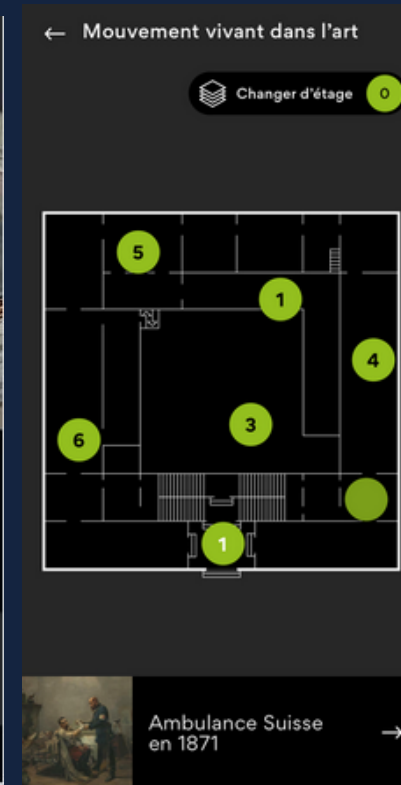 ← Mouvement vivant dans l'art
Changer d'étage 0
5
1
4
3
6
1
Ambulance Suisse
en 1871 →